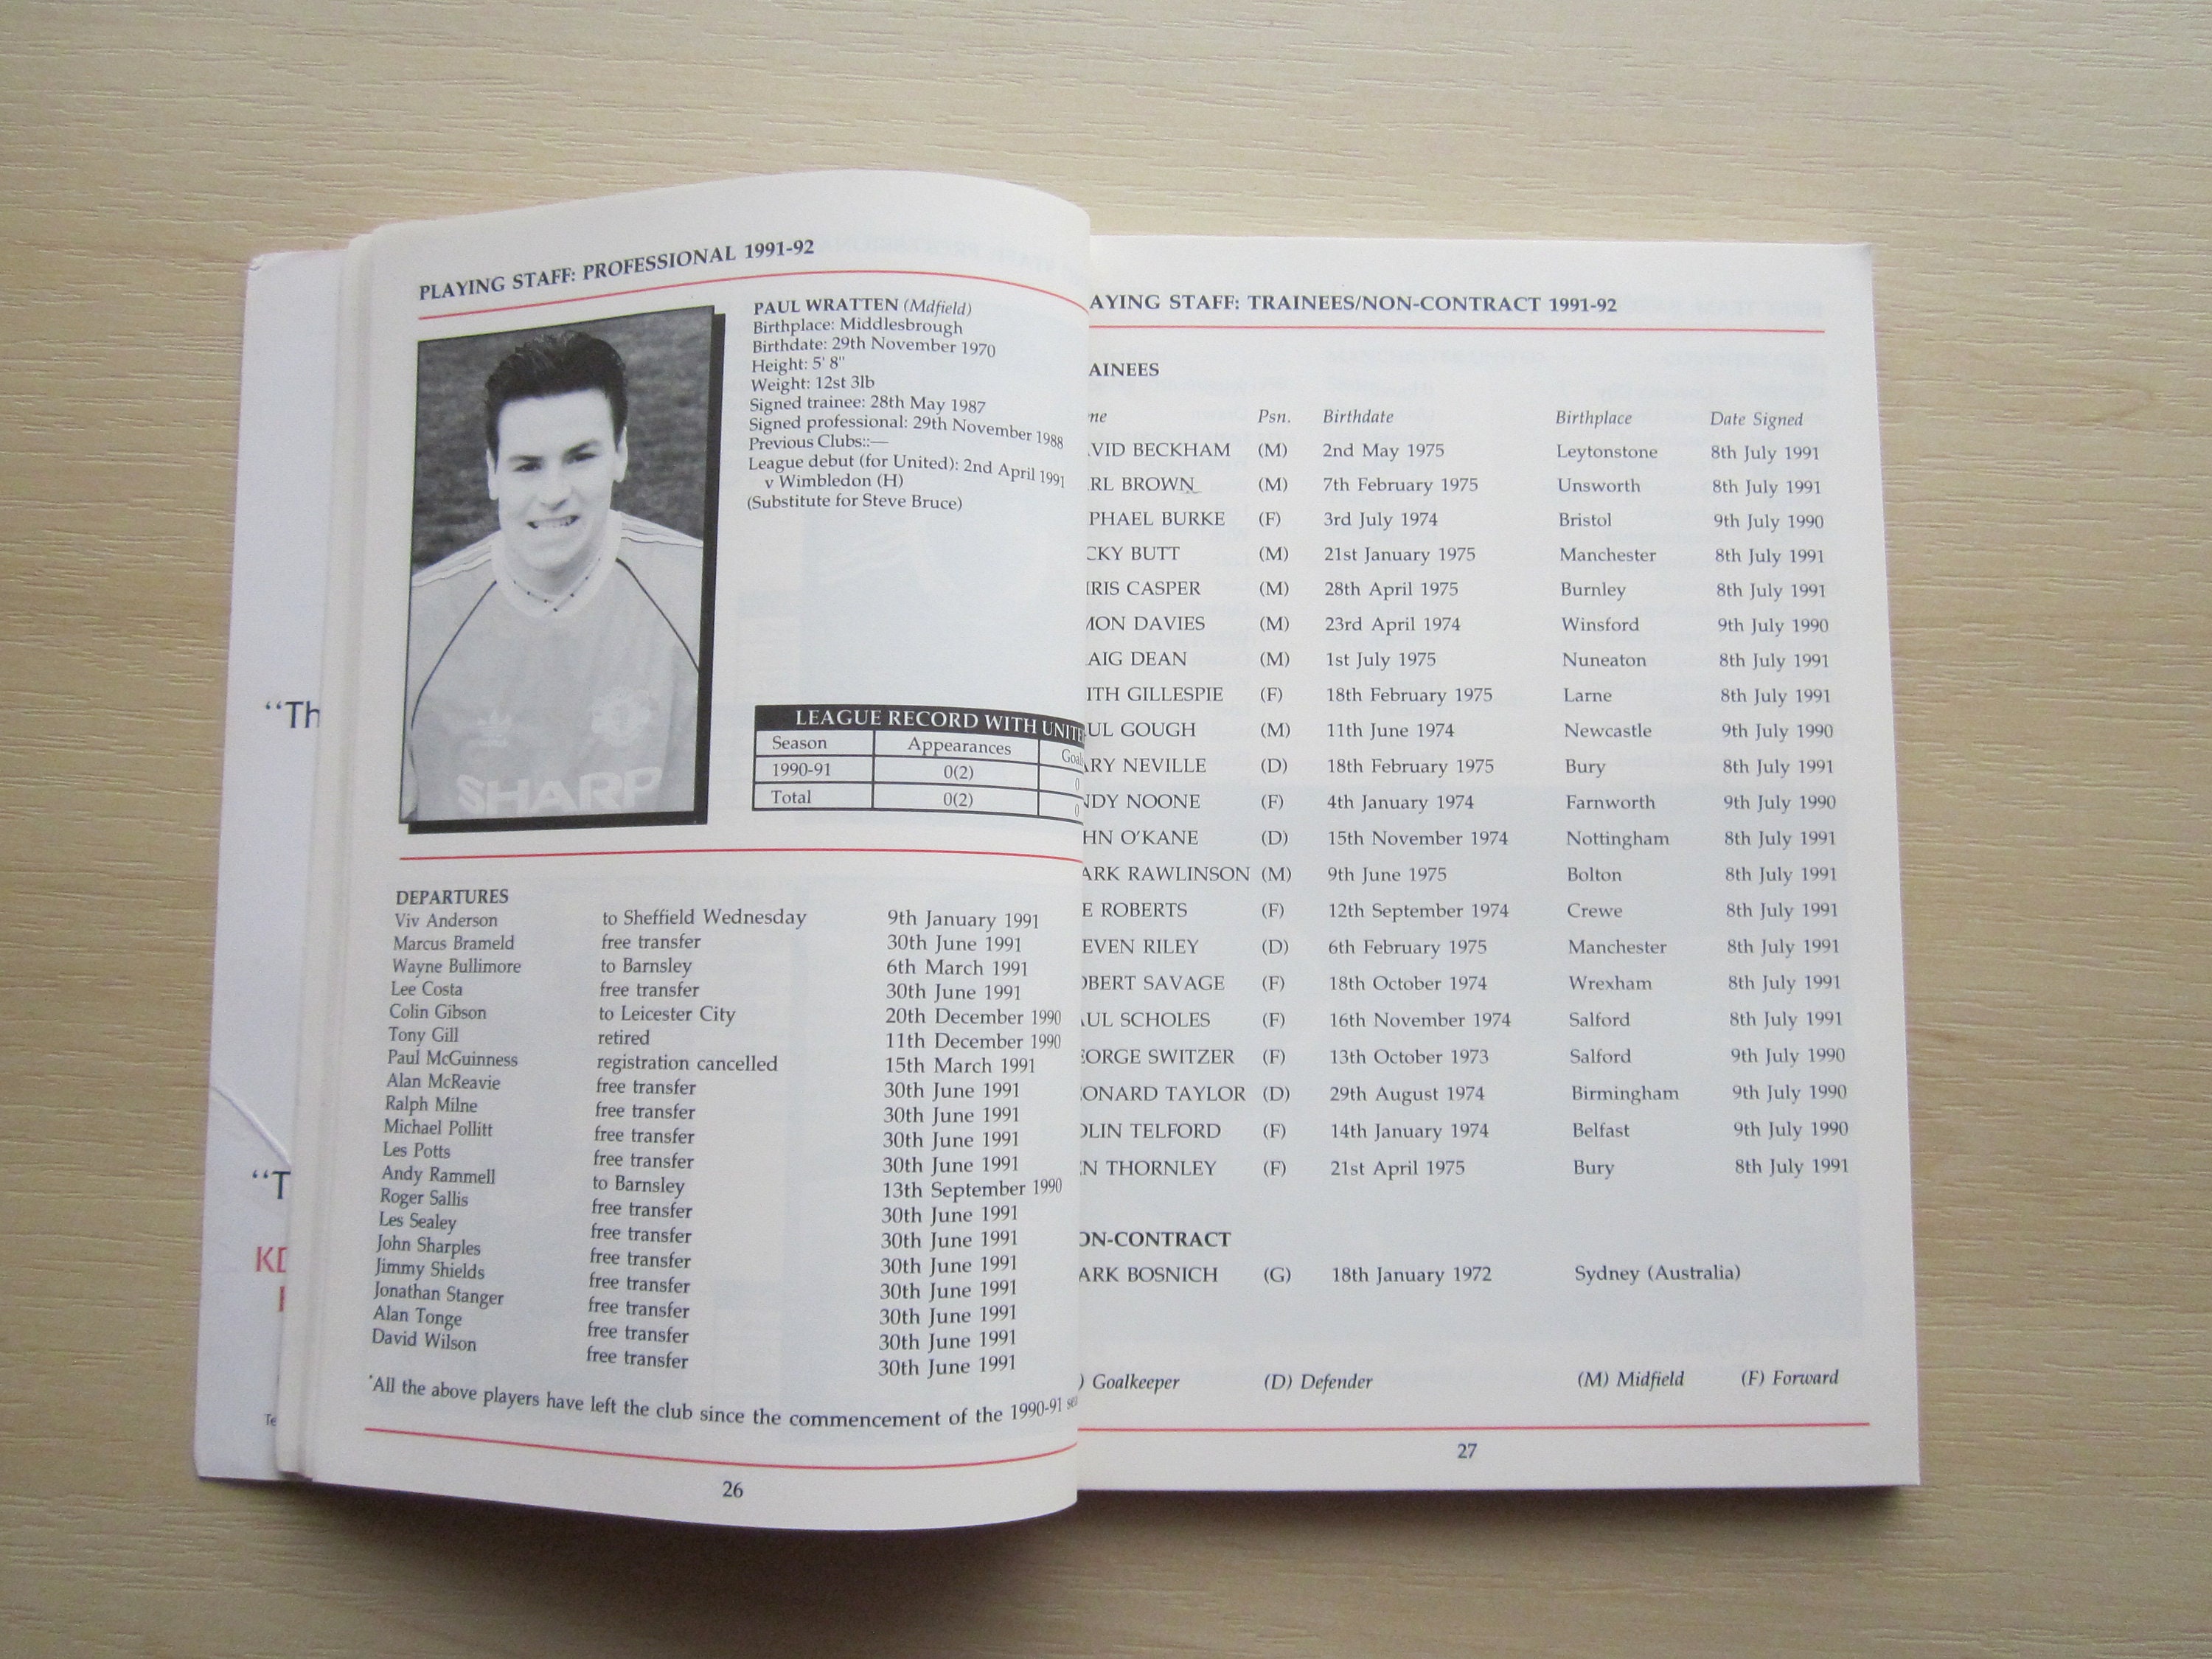 "Th
"T
KD
Te
PLAYING STAFF: PROFESSIONAL 1991-92
SHARP
PAUL WRATTEN (Mdfield)
Birthplace: Middlesbrough
Birthdate: 29th November 1970
Height: 5' 8"
Weight: 12st 3lb
Signed trainee: 28th May 1987
Signed professional: 29th November 1988
Previous Clubs::—
League debut (for United): 2nd April 1991
v Wimbledon (H)
(Substitute for Steve Bruce)
LEAGUE RECORD WITH UNITE
Season Appearances Goal
1990-91 0(2) 0
Total 0(2) 0
DEPARTURES
Viv Anderson to Sheffield Wednesday 9th January 1991
Marcus Brameld free transfer 30th June 1991
Wayne Bullimore to Barnsley 6th March 1991
Lee Costa free transfer 30th June 1991
Colin Gibson to Leicester City 20th December 1990
Tony Gill retired 11th December 1990
Paul McGuinness registration cancelled 15th March 1991
Alan McReavie free transfer 30th June 1991
Ralph Milne free transfer 30th June 1991
Michael Pollitt free transfer 30th June 1991
Les Potts free transfer 30th June 1991
Andy Rammell to Barnsley 13th September 1990
Roger Sallis free transfer 30th June 1991
Les Sealey free transfer 30th June 1991
John Sharples free transfer 30th June 1991
Jimmy Shields free transfer 30th June 1991
Jonathan Stanger free transfer 30th June 1991
Alan Tonge free transfer 30th June 1991
David Wilson free transfer 30th June 1991
*All the above players have left the club since the commencement of the 1990-91 se
26
AYING STAFF: TRAINEES/NON-CONTRACT 1991-92
AINEES
me Psn. Birthdate Birthplace Date Signed
AVID BECKHAM (M) 2nd May 1975 Leytonstone 8th July 1991
ARL BROWN (M) 7th February 1975 Unsworth 8th July 1991
PHAEL BURKE (F) 3rd July 1974 Bristol 9th July 1990
CKY BUTT (M) 21st January 1975 Manchester 8th July 1991
HRIS CASPER (M) 28th April 1975 Burnley 8th July 1991
MON DAVIES (M) 23rd April 1974 Winsford 9th July 1990
AIG DEAN (M) 1st July 1975 Nuneaton 8th July 1991
ITH GILLESPIE (F) 18th February 1975 Larne 8th July 1991
UL GOUGH (M) 11th June 1974 Newcastle 9th July 1990
ARY NEVILLE (D) 18th February 1975 Bury 8th July 1991
NDY NOONE (F) 4th January 1974 Farnworth 9th July 1990
HN O'KANE (D) 15th November 1974 Nottingham 8th July 1991
ARK RAWLINSON (M) 9th June 1975 Bolton 8th July 1991
E ROBERTS (F) 12th September 1974 Crewe 8th July 1991
EVEN RILEY (D) 6th February 1975 Manchester 8th July 1991
OBERT SAVAGE (F) 18th October 1974 Wrexham 8th July 1991
AUL SCHOLES (F) 16th November 1974 Salford 8th July 1991
EORGE SWITZER (F) 13th October 1973 Salford 9th July 1990
EONARD TAYLOR (D) 29th August 1974 Birmingham 9th July 1990
OLIN TELFORD (F) 14th January 1974 Belfast 9th July 1990
EN THORNLEY (F) 21st April 1975 Bury 8th July 1991
ON-CONTRACT
ARK BOSNICH (G) 18th January 1972 Sydney (Australia)
) Goalkeeper (D) Defender (M) Midfield (F) Forward
27